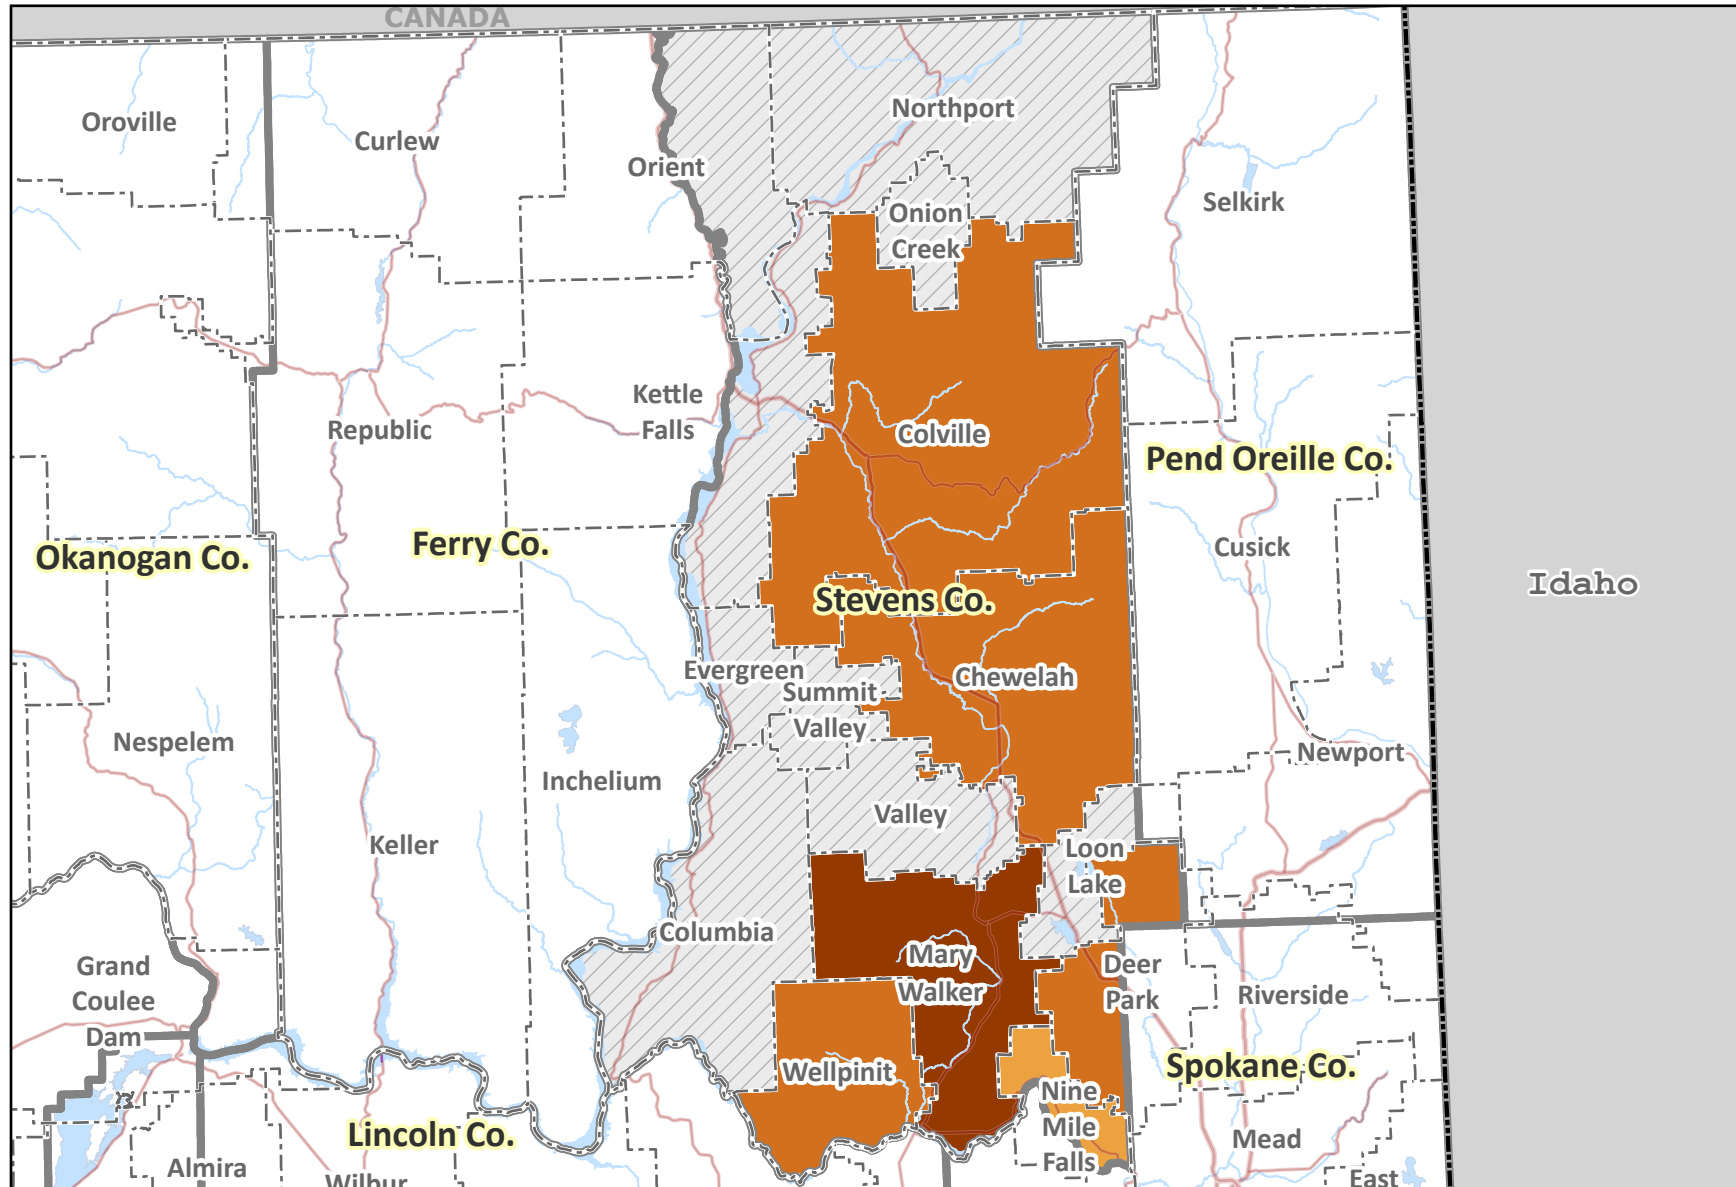 CANADA
Oroville
Curlew
Orient
Northport
Selkirk
Onion
Creek
Kettle
Falls
Republic
Colville
Pend Oreille Co.
Okanogan Co.
Ferry Co.
Cusick
Idaho
Stevens Co.
Evergreen
Summit
Valley
Chewelah
Nespelem
Newport
Inchelium
Valley
Keller
Loon
Lake
Columbia
Mary
Walker
Grand
Coulee
Dam
Deer
Park
Riverside
Wellpinit
Spokane Co.
Nine
Mile
Falls
Lincoln Co.
Mead
Almira
Wilbur
East